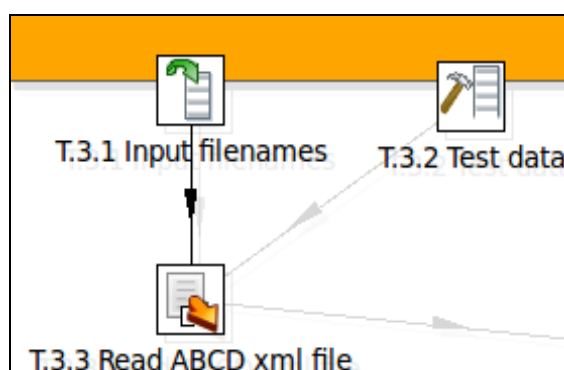 T.3.1 Input filenames
T.3.2 Test data
T.3.3 Read ABCD xml file